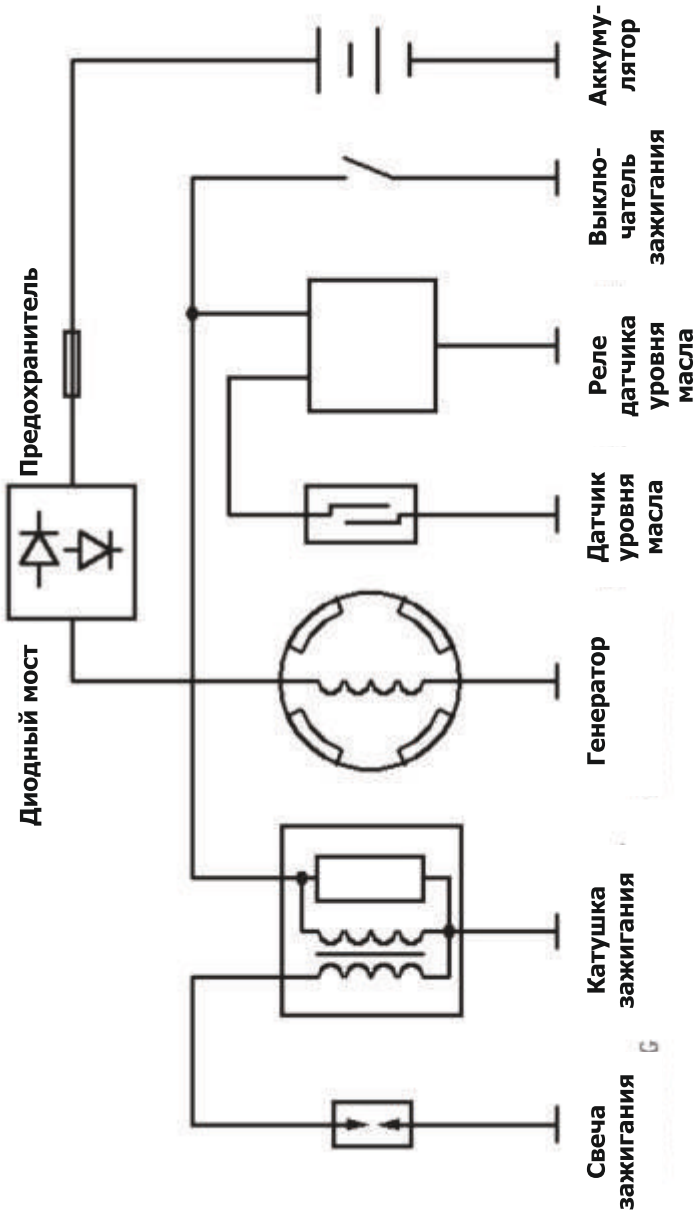 Предохранитель
Диодный мост
Свеча
зажигания
Катушка
зажигания
Генератор
Датчик
уровня
масла
Реле
датчика
уровня
масла
Выклю-
чатель
зажигания
Аккуму-
лятор
G